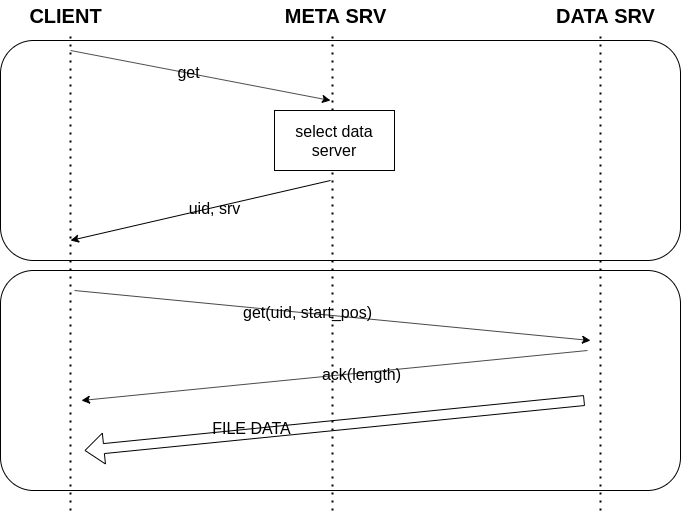 CLIENT META SRV DATA SRV
get
select data
server
uid, srv
get(uid, start_pos)
ack(length)
FILE DATA